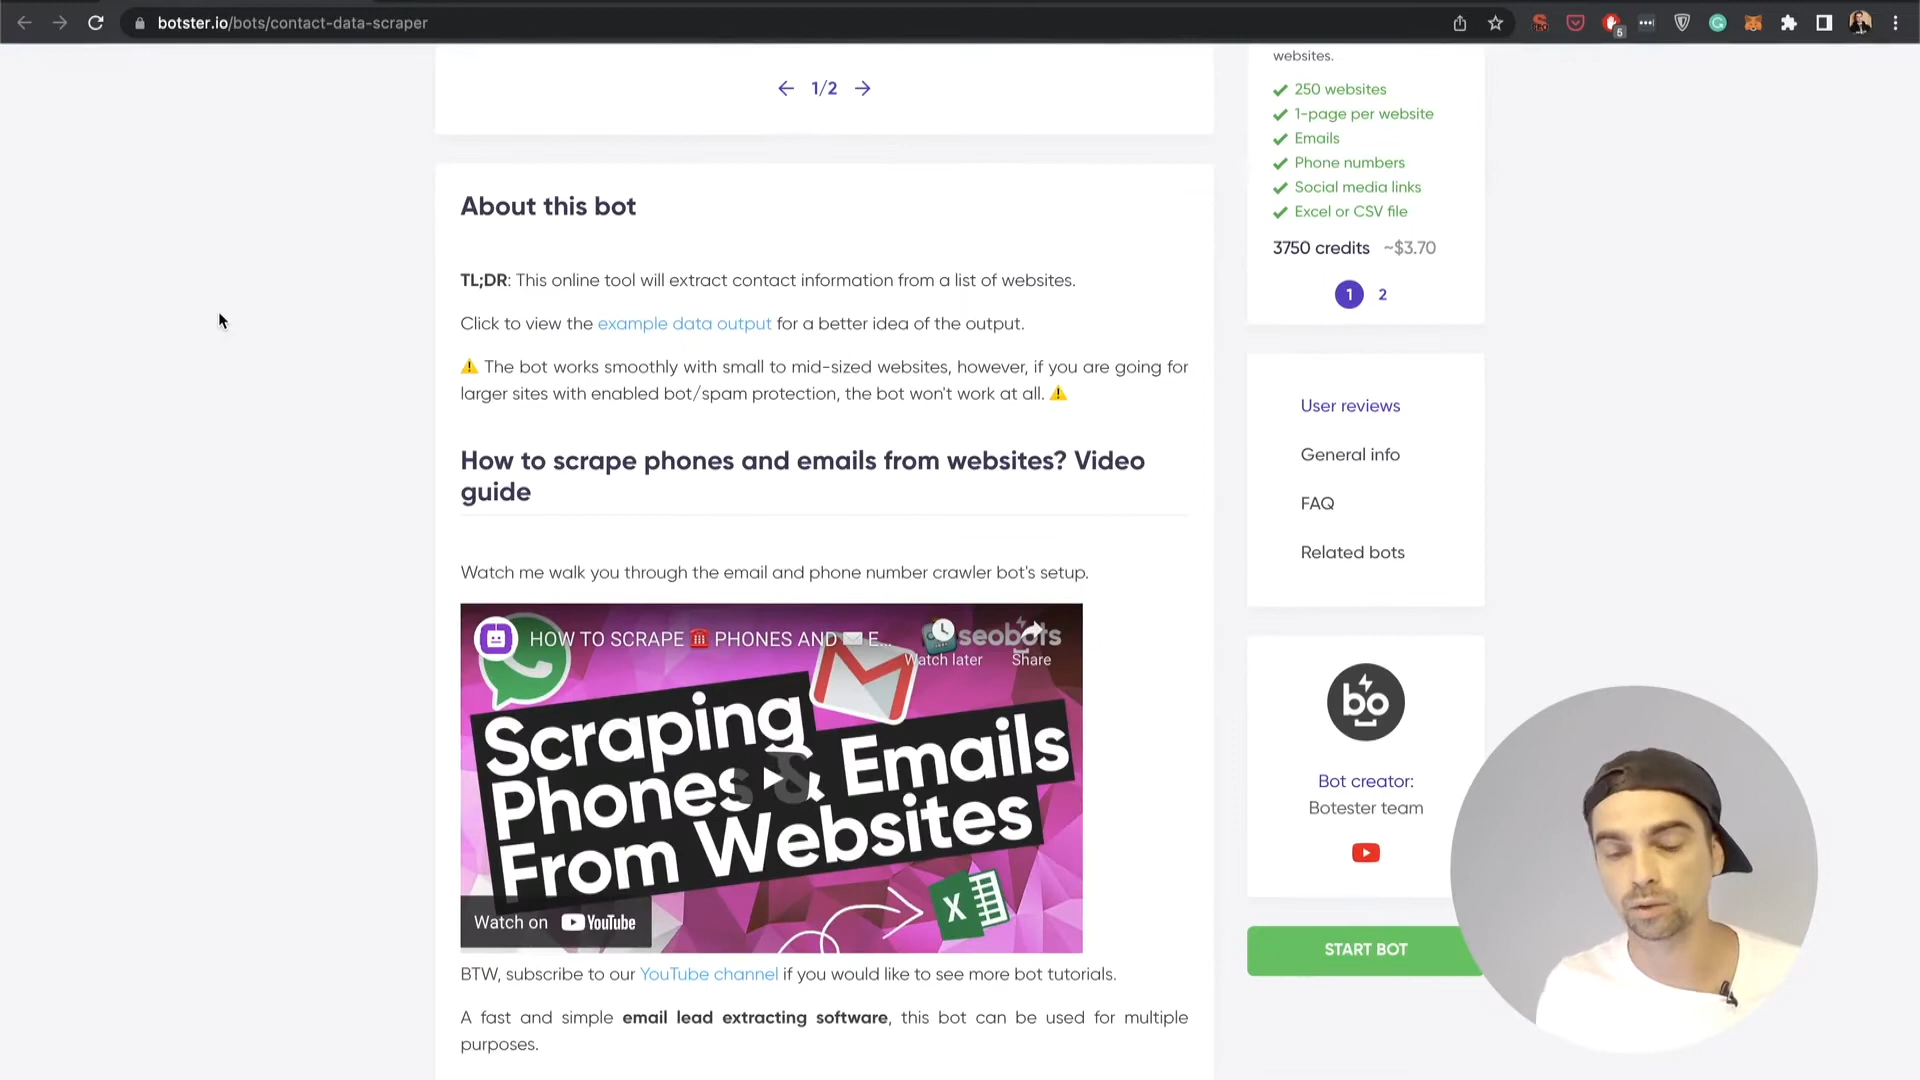 botster.io/bots/contact-data-scraper
5
1/2
websites.
250 websites
1-page per website
Emails
Phone numbers
Social media links
Excel or CSV file
3750 credits ~$3.70
1 2
About this bot
TL;DR: This online tool will extract contact information from a list of websites.
Click to view the example data output for a better idea of the output.
⚠️ The bot works smoothly with small to mid-sized websites, however, if you are going for
larger sites with enabled bot/spam protection, the bot won't work at all. ⚠️
User reviews
General info
FAQ
Related bots
How to scrape phones and emails from websites? Video
guide
Watch me walk you through the email and phone number crawler bot's setup.
HOW TO SCRAPE ☎️ PHONES AND ✉️ E...
seobots
Watch later
Share
Scraping
Phones & Emails
From Websites
X
Watch on YouTube
bo
Bot creator:
Botester team
START BOT
BTW, subscribe to our YouTube channel if you would like to see more bot tutorials.
A fast and simple email lead extracting software, this bot can be used for multiple
purposes.